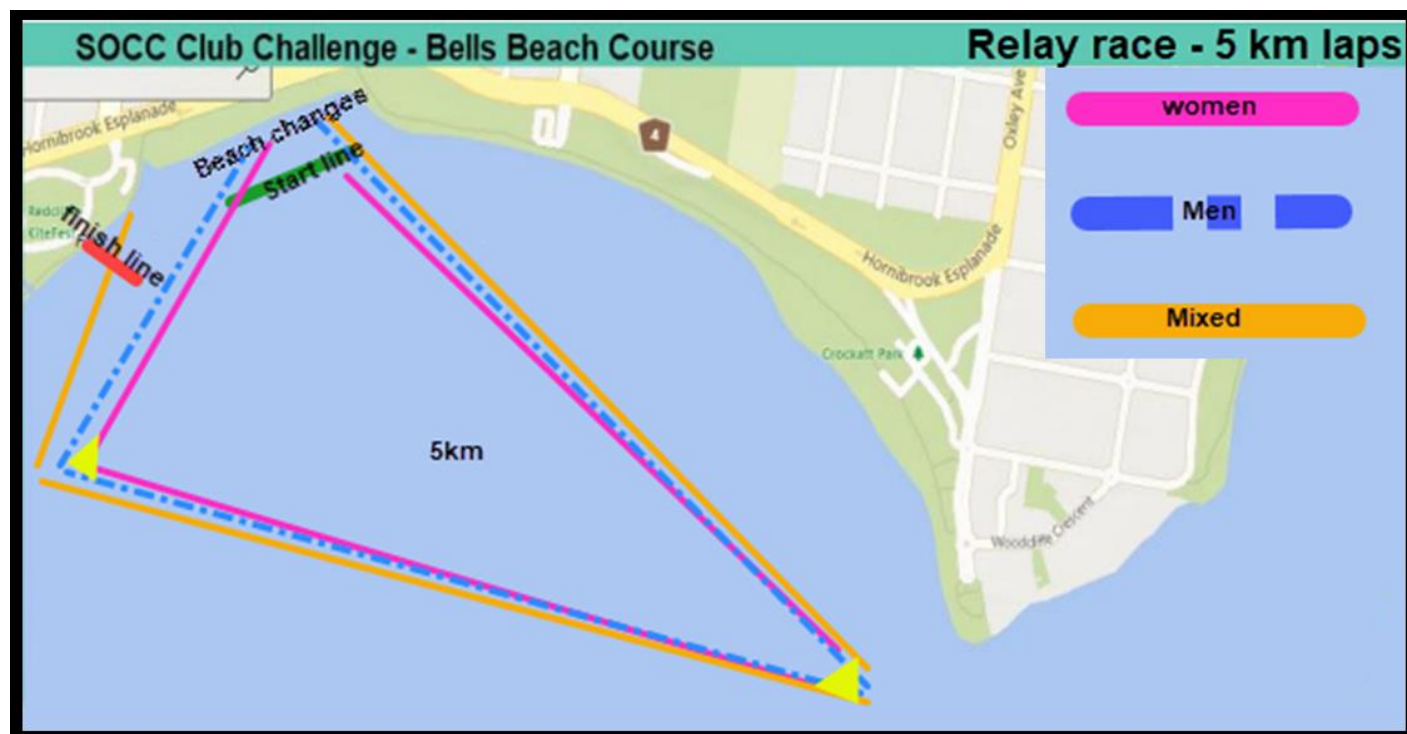 SOCC Club Challenge - Bells Beach Course
Relay race - 5 km laps
women
Men
Mixed
Hornibrook Esplanade
Beach changes
Start line
finish line
4
Oxley Ave
Hornibrook Esplanade
Crockatt Park
5km
Woodcliffe Crescent